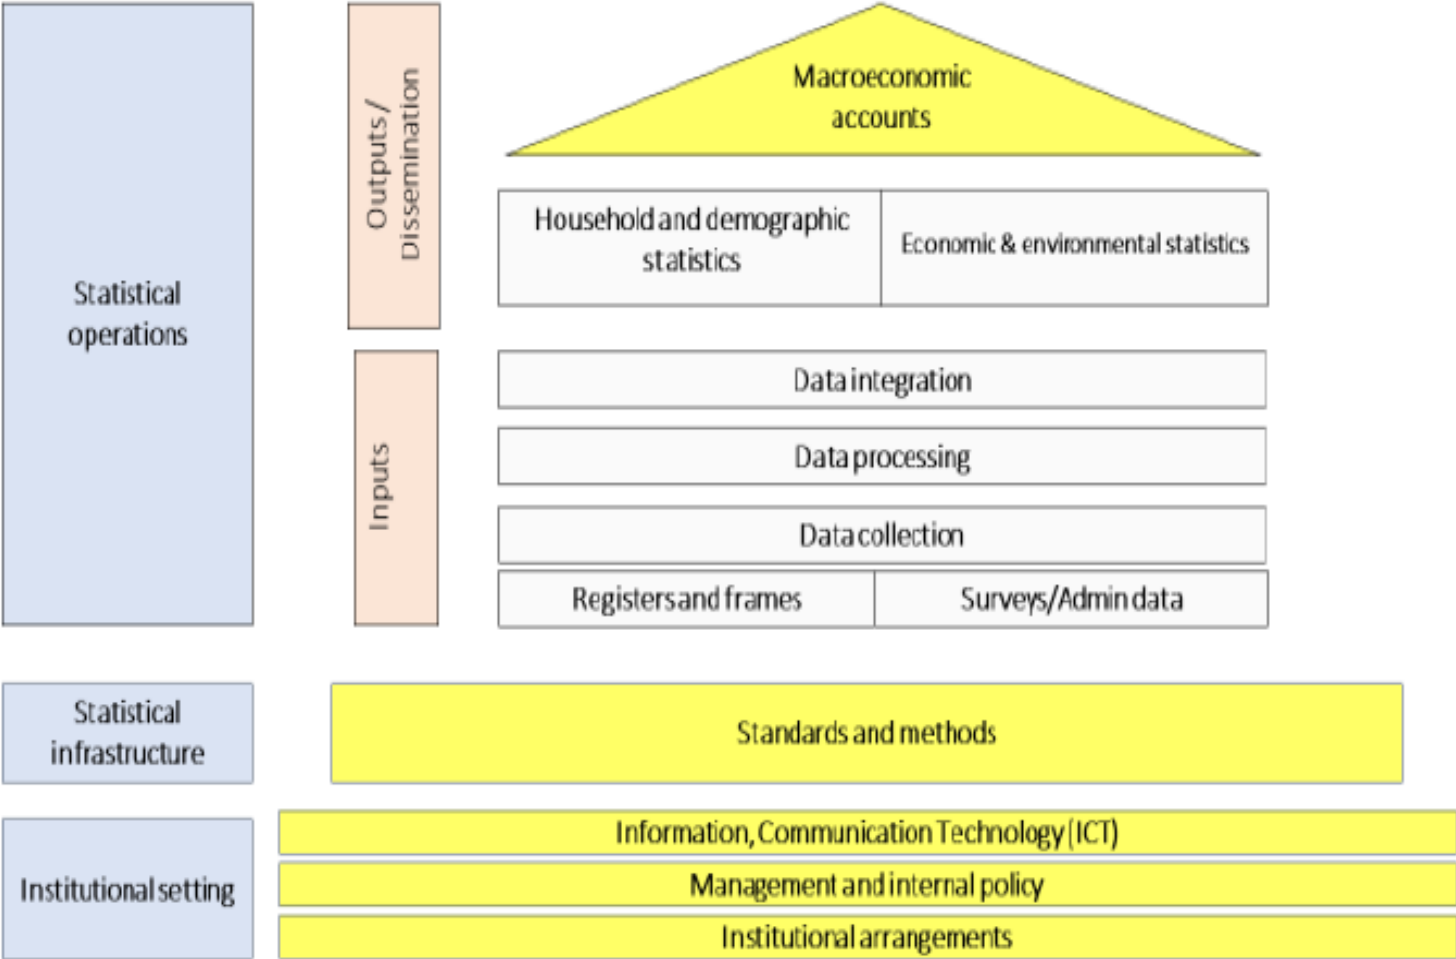 Statistical
operations
Outputs /
Dissemination
Macroeconomic
accounts
Household and demographic
statistics
Economic & environmental statistics
Inputs
Data integration
Data processing
Data collection
Registers and frames
Surveys/Admin data
Statistical
infrastructure
Standards and methods
Institutional setting
Information, Communication Technology (ICT)
Management and internal policy
Institutional arrangements